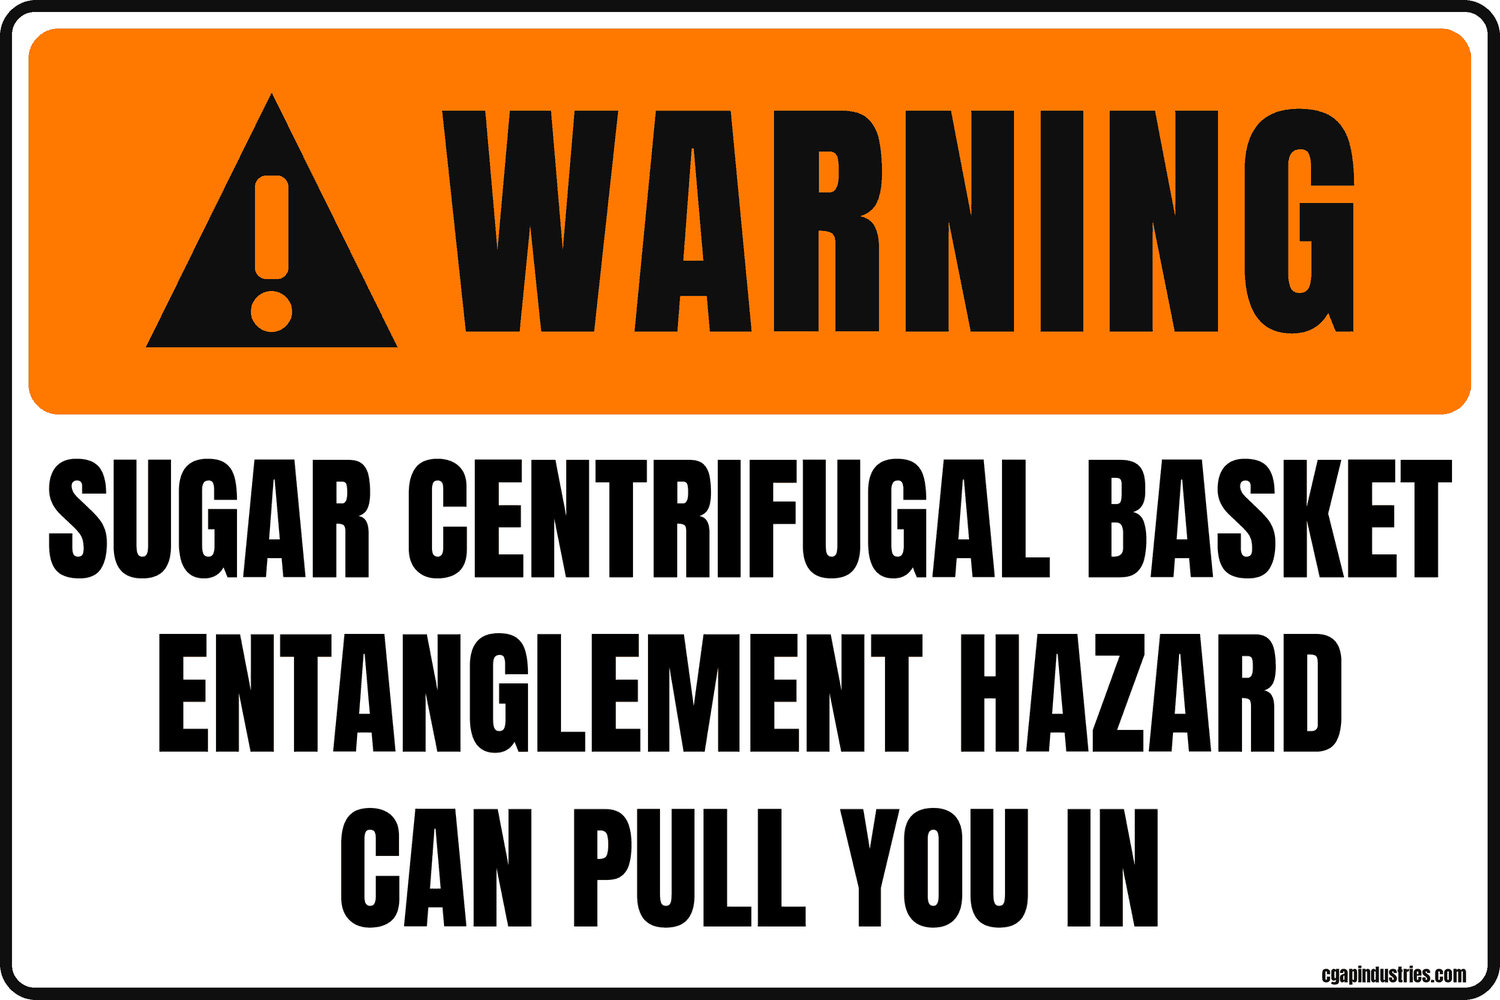 WARNING
SUGAR CENTRIFUGAL BASKET
ENTANGLEMENT HAZARD
CAN PULL YOU IN
cgapindustries.com